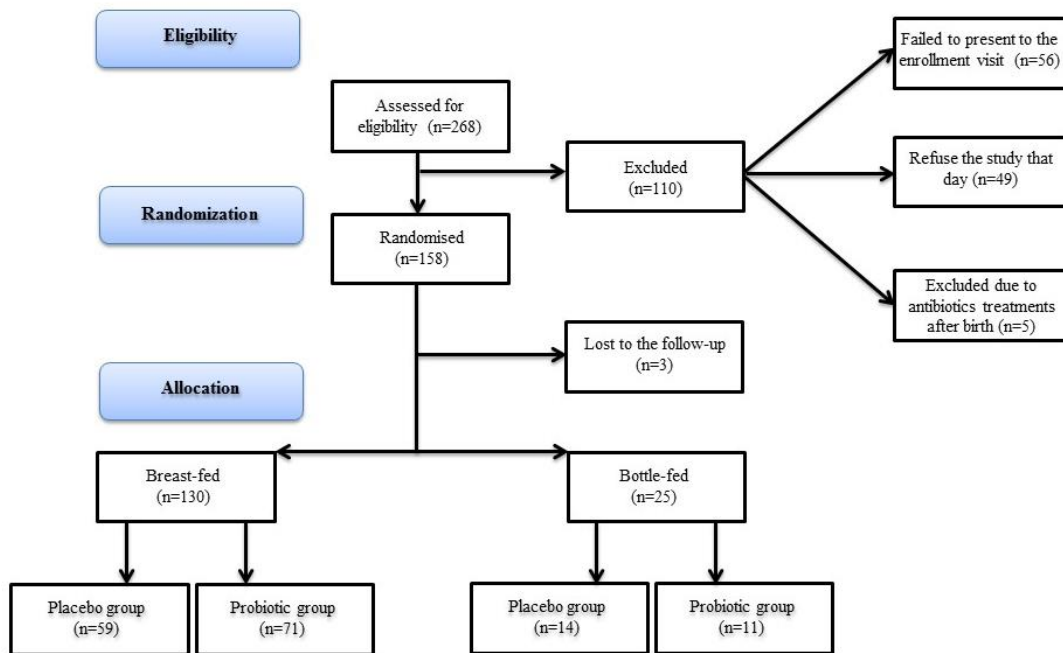 Eligibility
Assessed for
eligibility (n=268)
Failed to present to the
enrollment visit (n=56)
Excluded
(n=110)
Refuse the study that
day (n=49)
Randomization
Randomised
(n=158)
Excluded due to
antibiotics treatments
after birth (n=5)
Lost to the follow-up
(n=3)
Allocation
Breast-fed
(n=130)
Bottle-fed
(n=25)
Placebo group
(n=59)
Probiotic group
(n=71)
Placebo group
(n=14)
Probiotic group
(n=11)